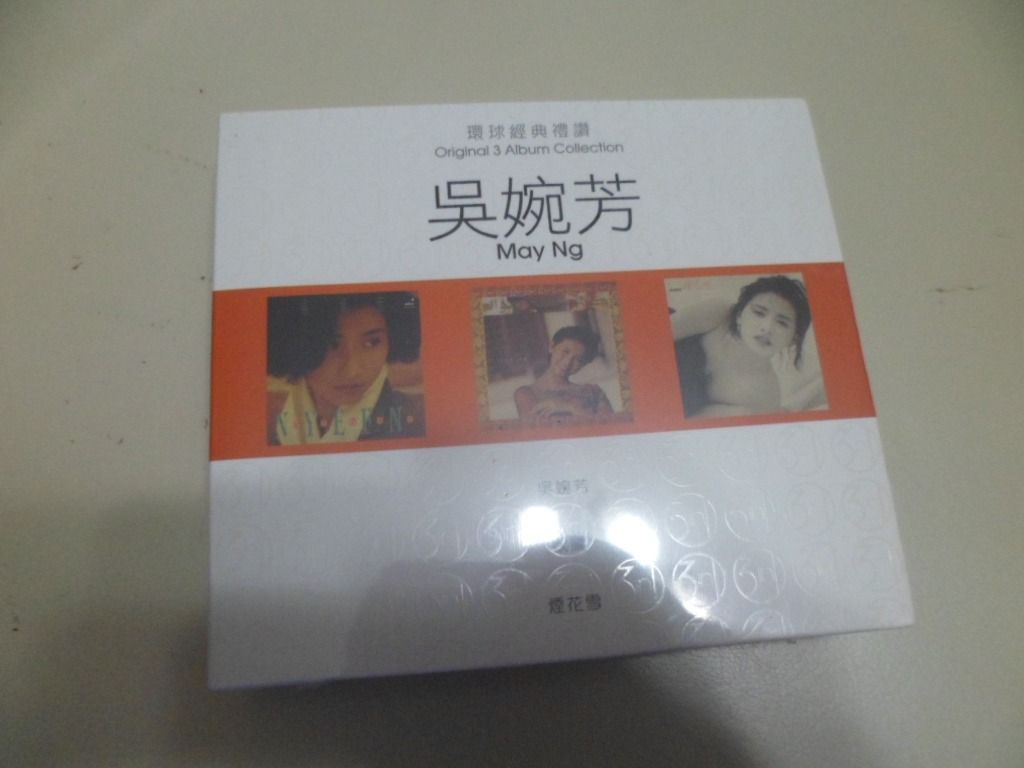 環球經典禮讚
Original 3 Album Collection
吳婉芳
May Ng
吳婉芳
煙花雪